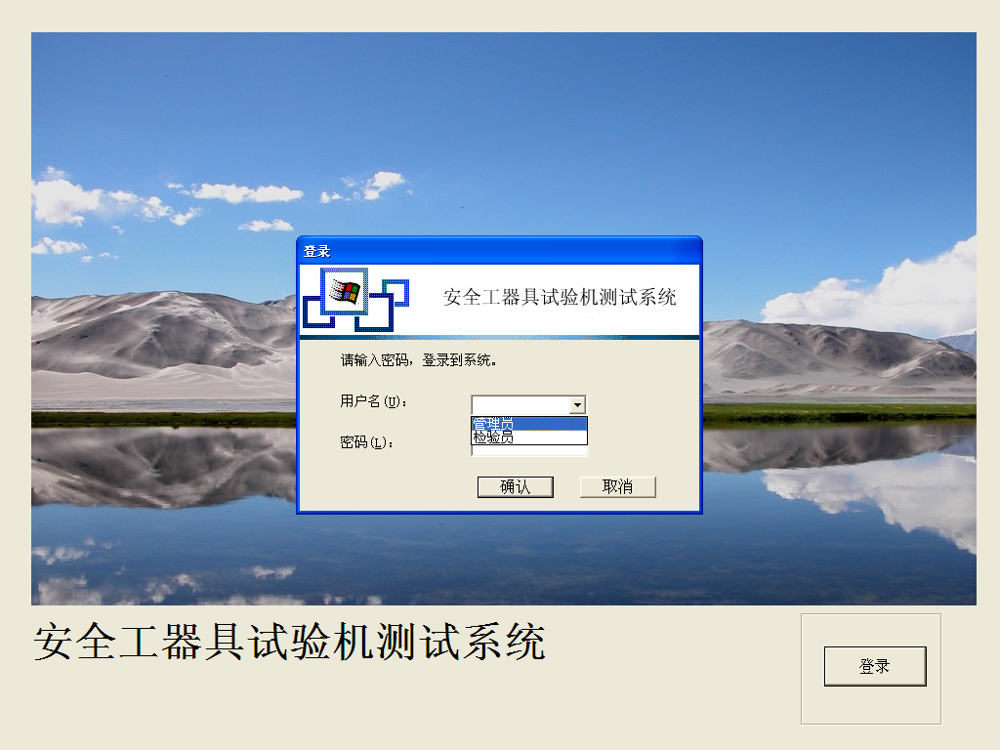 登录
安全工器具试验机测试系统
请输入密码，登录到系统。
用户名(U)：
管理员
检验员
密码(L)：
确认
取消
安全工器具试验机测试系统
登录